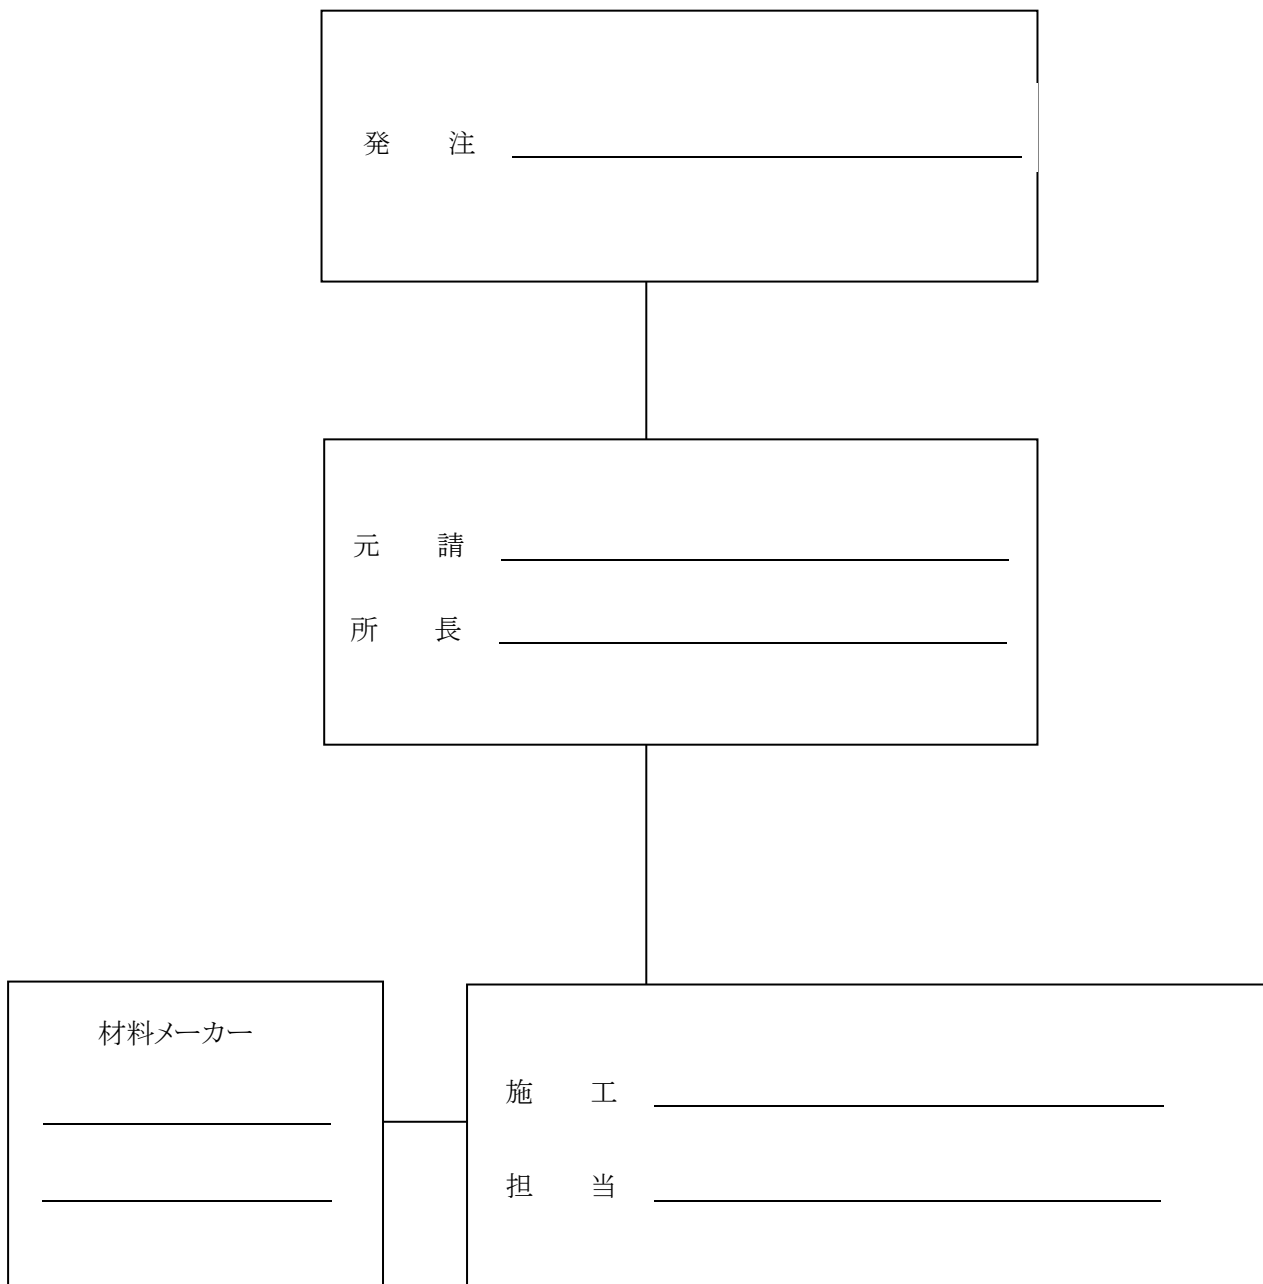 発　　注
元　　請
所　　長
材料メーカー
施　　工
担　　当